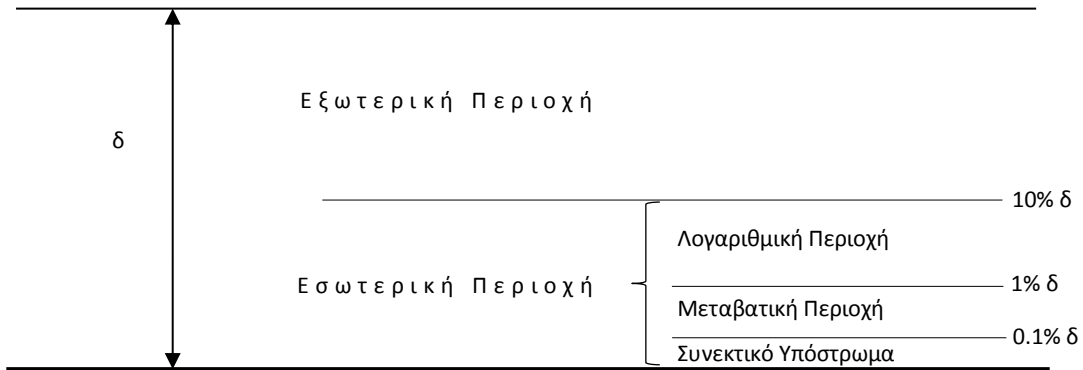 Εξωτερική Περιοχή
δ
10% δ
Λογαριθμική Περιοχή
Εσωτερική Περιοχή
1% δ
Μεταβατική Περιοχή
0.1% δ
Συνεκτικό Υπόστρωμα